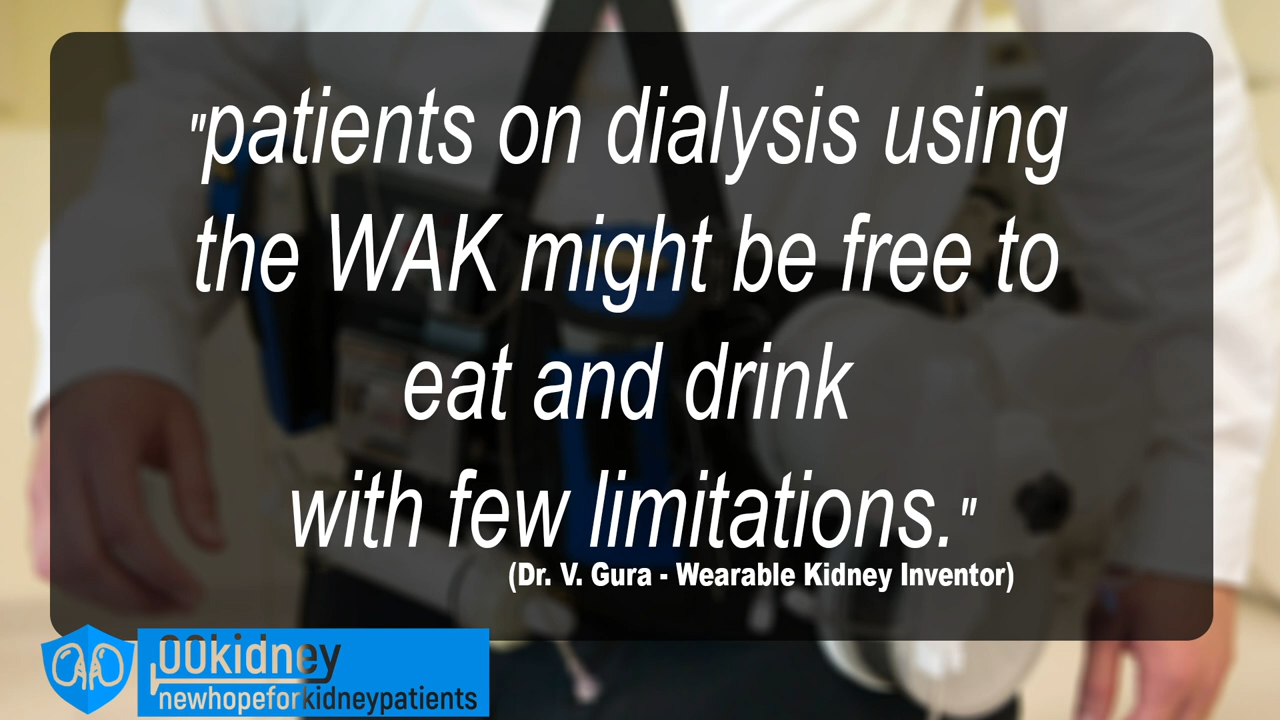 "patients on dialysis using
the WAK might be free to
eat and drink
with few limitations."
(Dr. V. Gura - Wearable Kidney Inventor)
00kidney
newhopeforkidneypatients